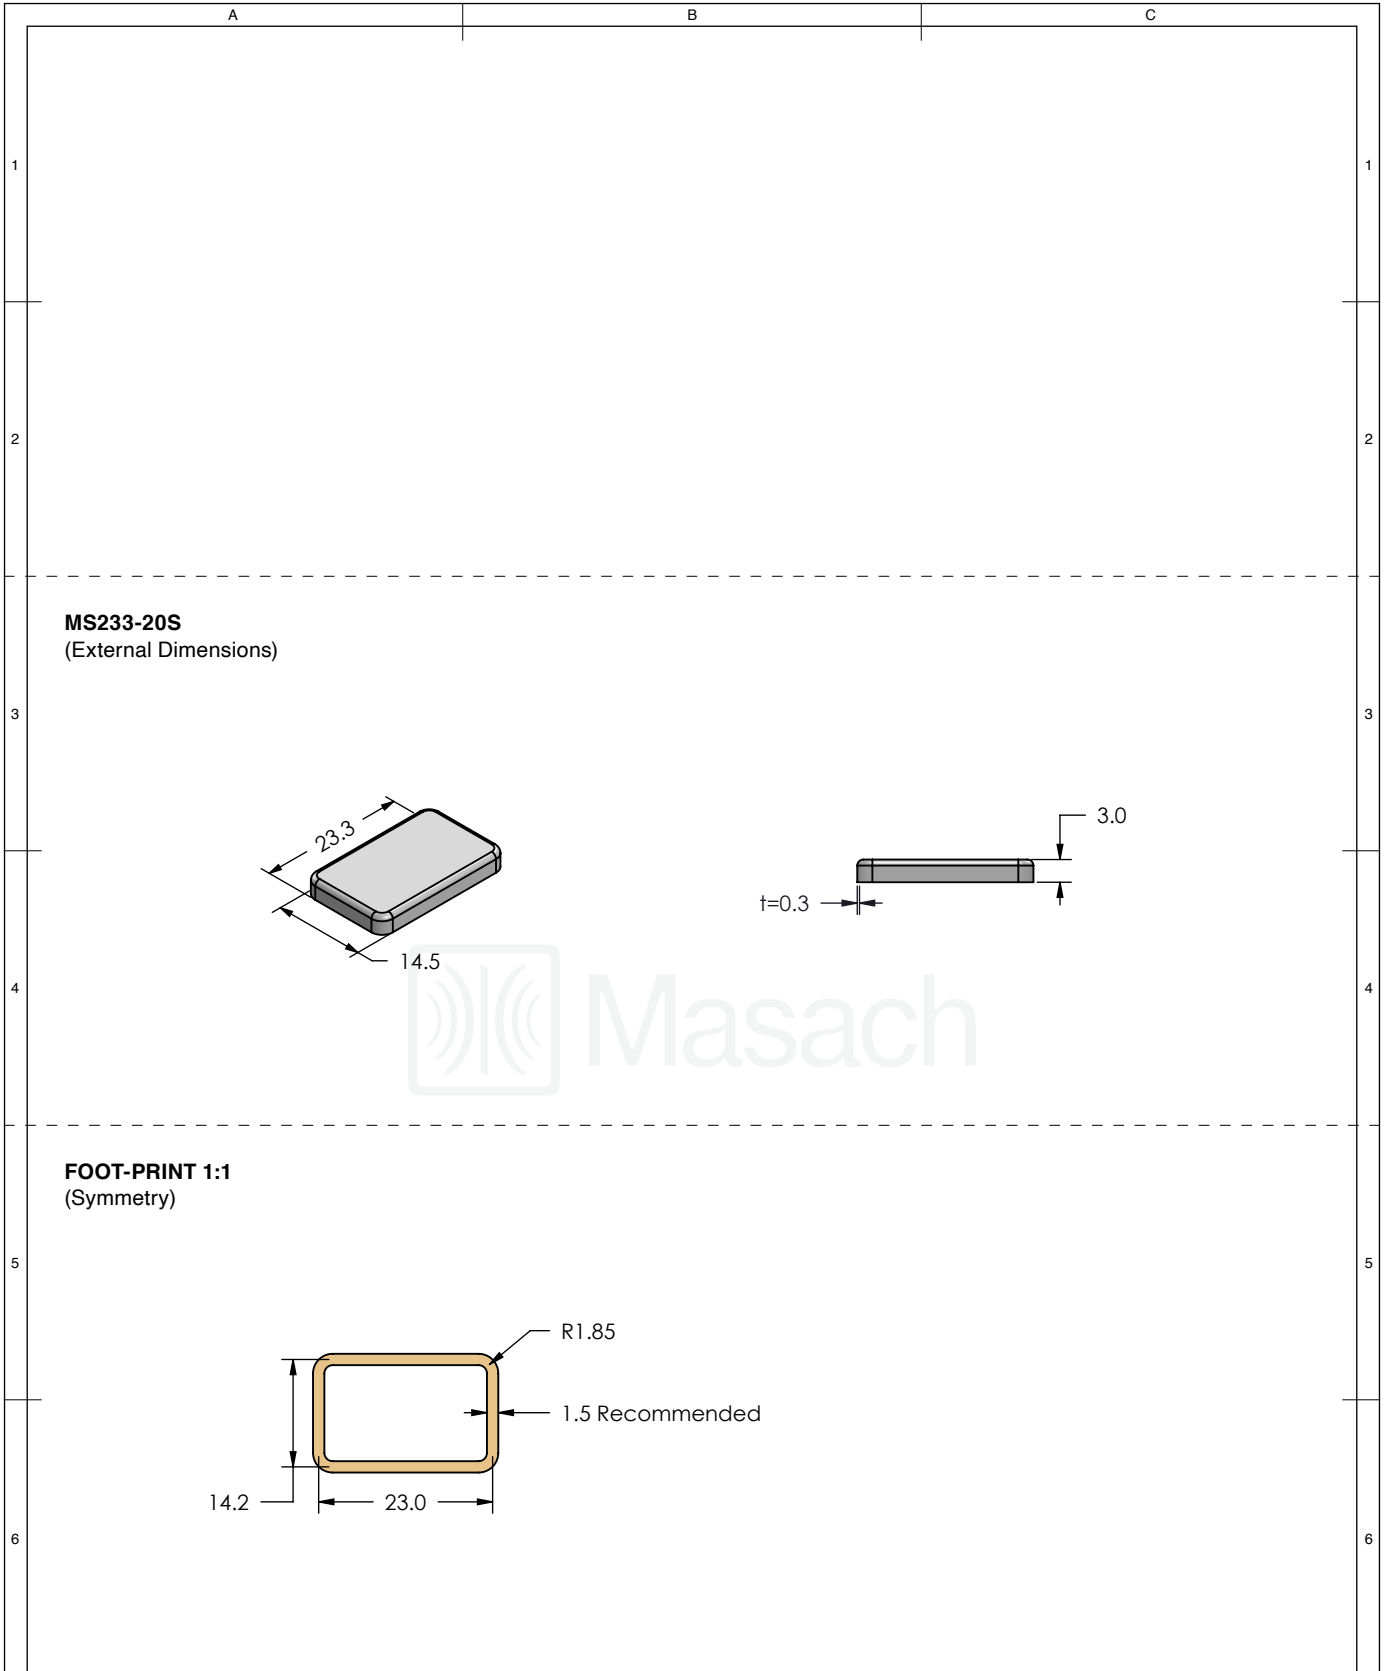 A B C
1 1
2 2
MS233-20S
(External Dimensions)
3 3
23.3
3.0
t=0.3
14.5
4 4
Masach
FOOT-PRINT 1:1
(Symmetry)
5 5
R1.85
1.5 Recommended
14.2 23.0
6 6